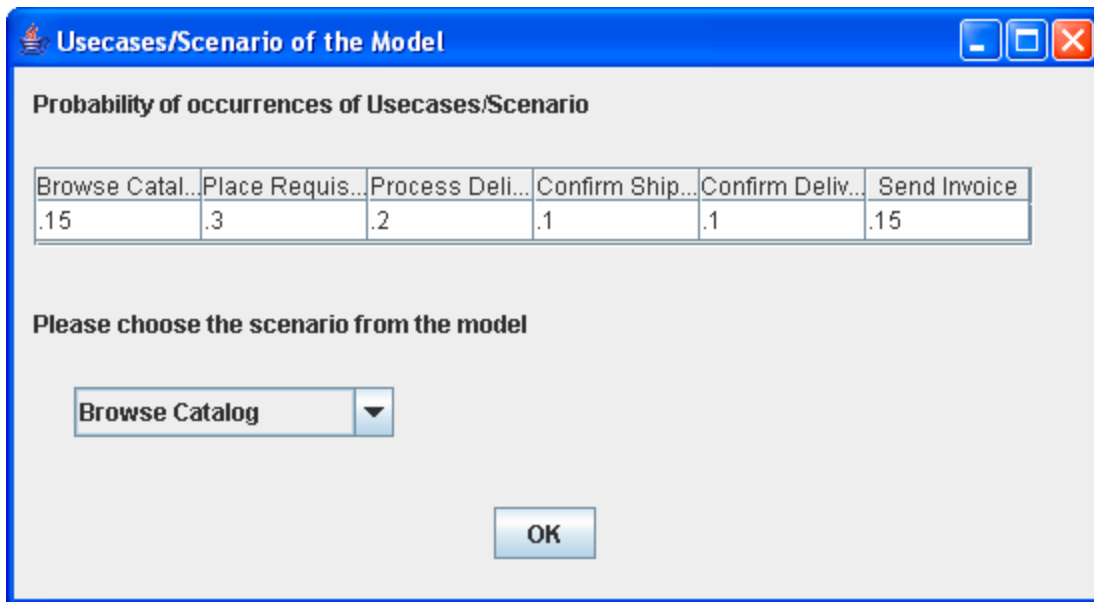 Usecases/Scenario of the Model
Probability of occurrences of Usecases/Scenario
Browse Catal... Place Requis... Process Deli... Confirm Ship... Confirm Deliv... Send Invoice
.15 .3 .2 .1 .1 .15
Please choose the scenario from the model
Browse Catalog
OK